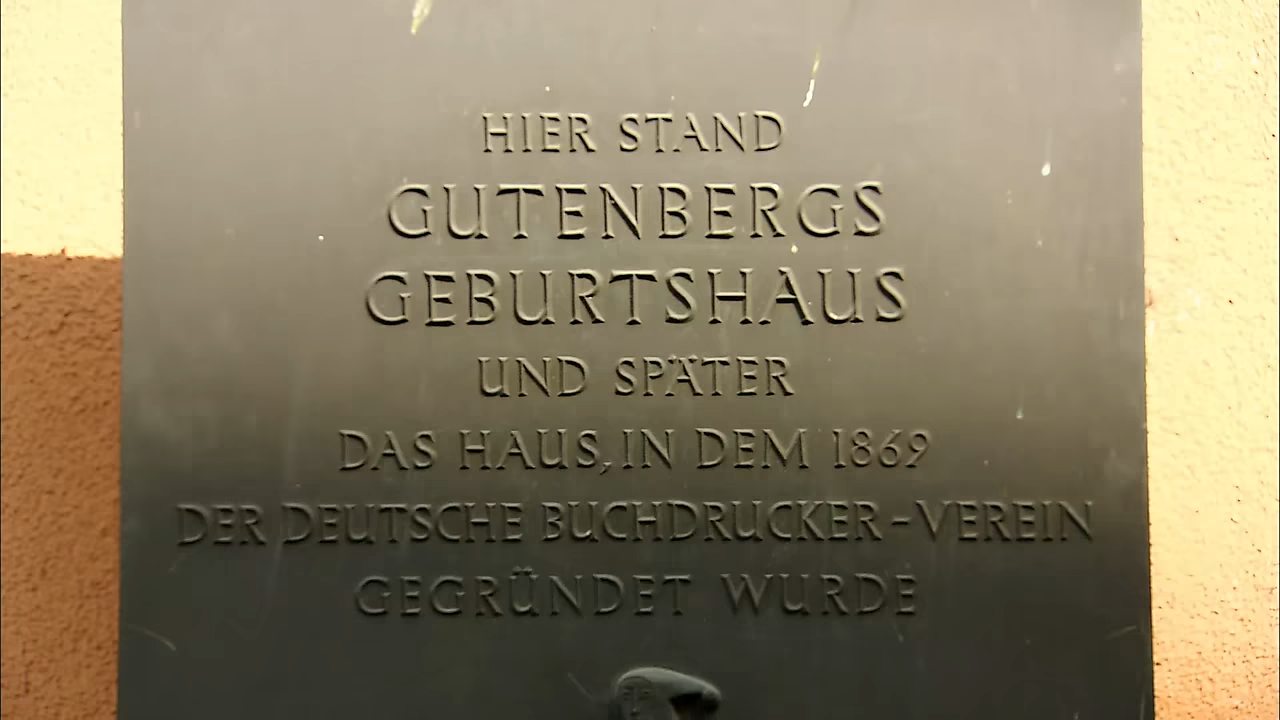 HIER STAND
GUTENBERGS
GEBURTSHAUS
UND SPÄTER
DAS HAUS, IN DEM 1869
DER DEUTSCHE BUCHDRUCKER-VEREIN
GEGRÜNDET WURDE